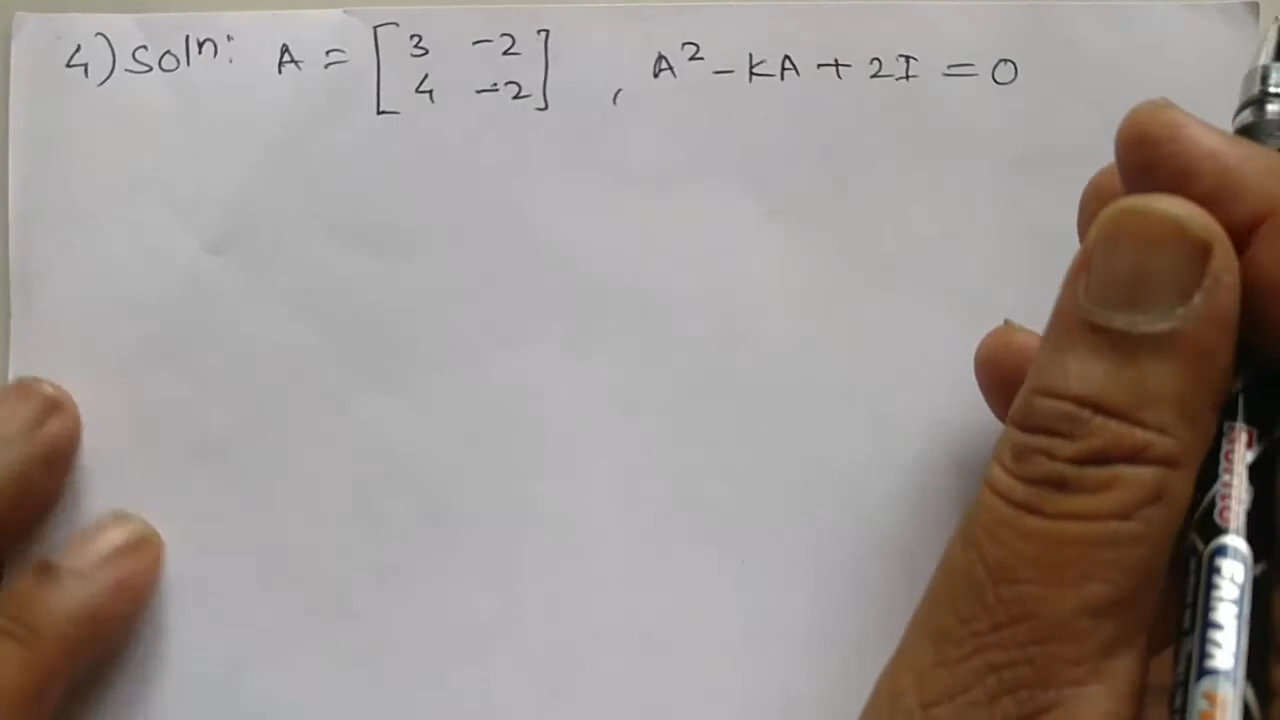 4) Soln: A = [3 -2
4 -2] , A² - KA + 2I = 0